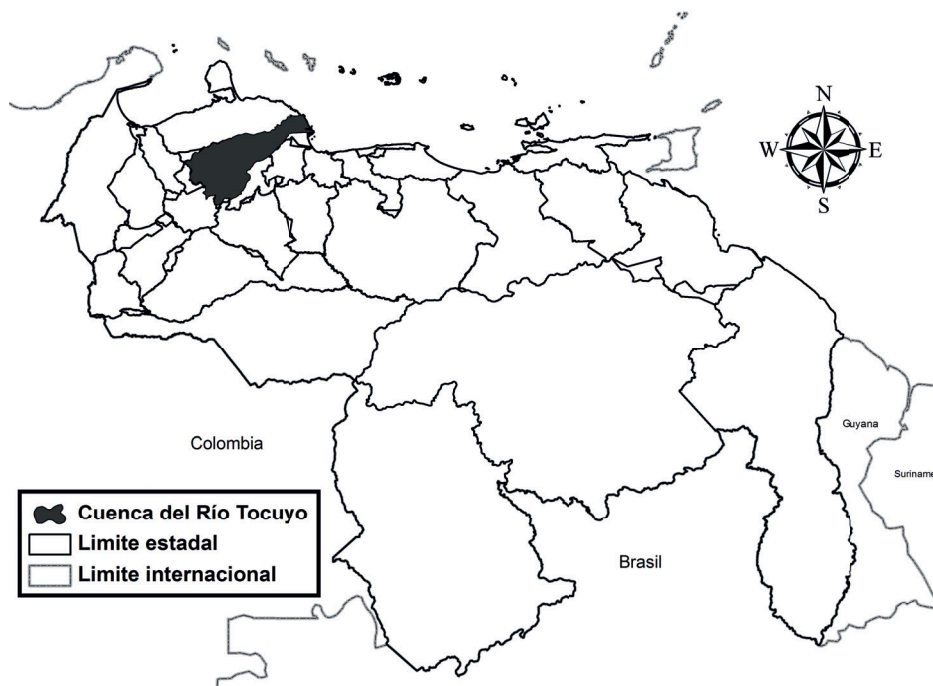 N
W E
S
Guyana
Suriname
Colombia
Cuenca del Río Tocuyo
Limite estadal
Limite internacional
Brasil